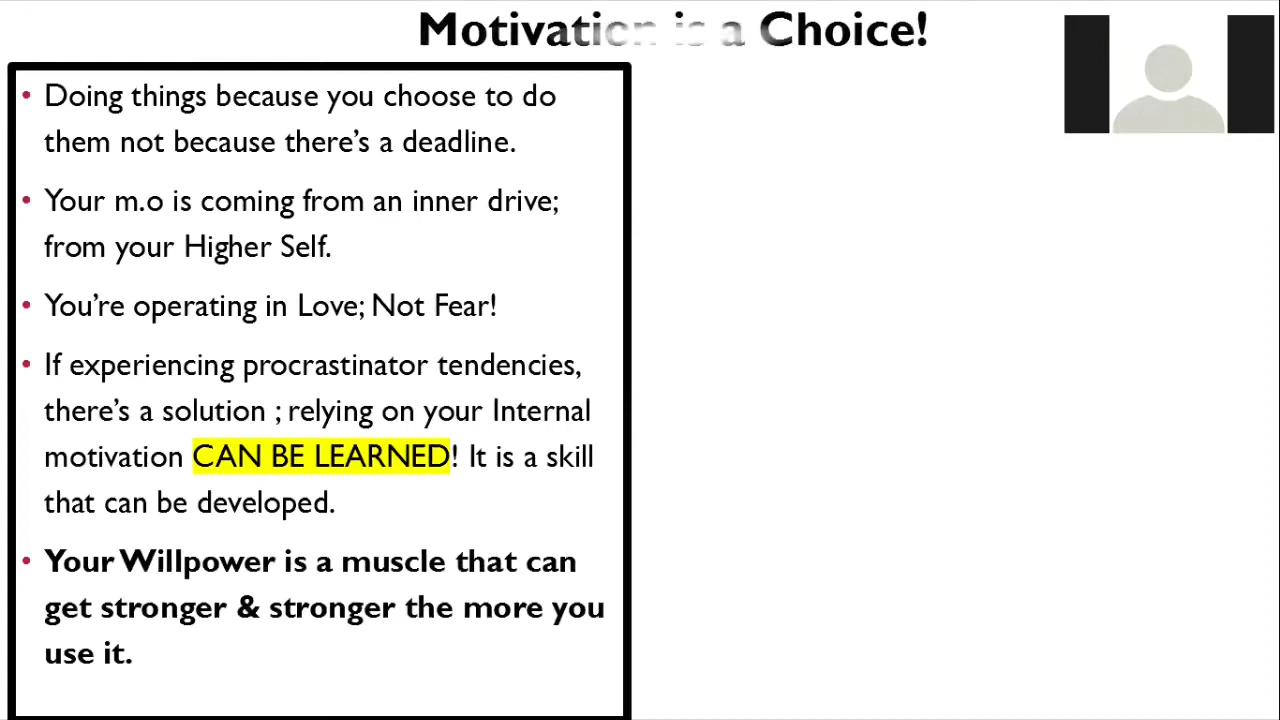 Motivation is a Choice!
• Doing things because you choose to do
them not because there's a deadline.
• Your m.o is coming from an inner drive;
from your Higher Self.
• You're operating in Love; Not Fear!
• If experiencing procrastinator tendencies,
there's a solution ; relying on your Internal
motivation CAN BE LEARNED! It is a skill
that can be developed.
• Your Willpower is a muscle that can
get stronger & stronger the more you
use it.